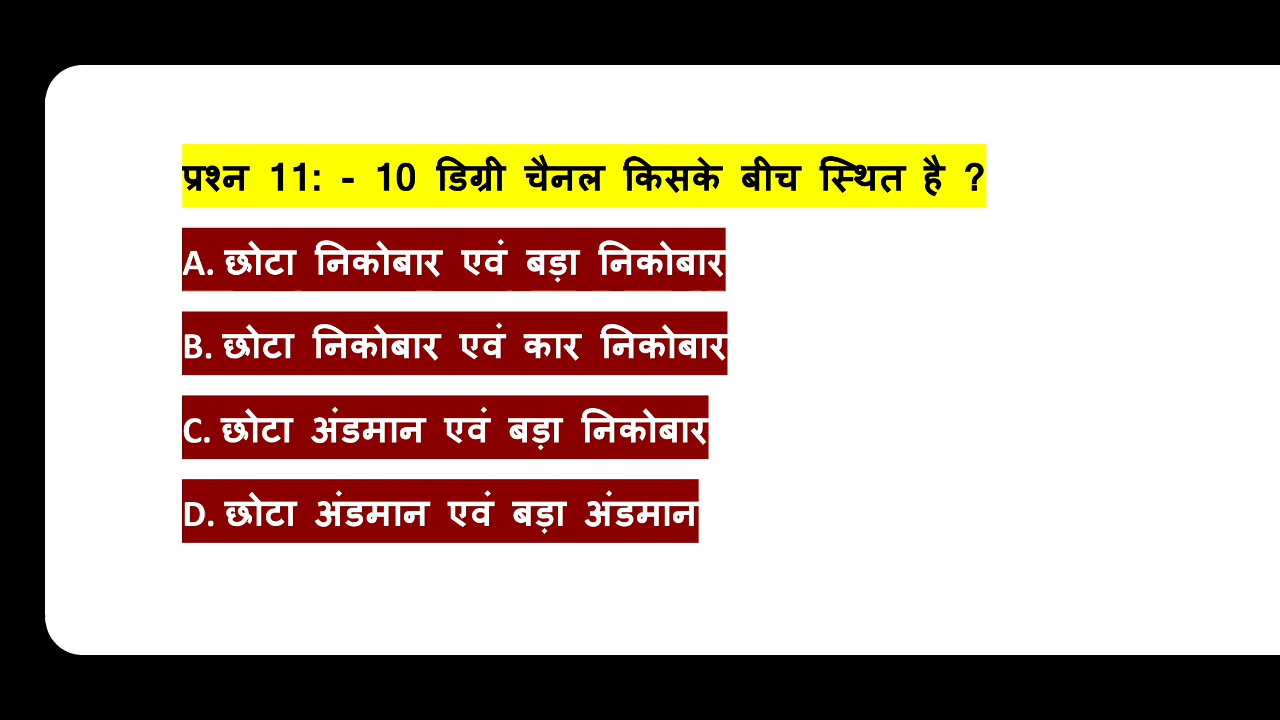 प्रश्न 11: - 10 डिग्री चैनल किसके बीच स्थित है ?
A. छोटा निकोबार एवं बड़ा निकोबार
B. छोटा निकोबार एवं कार निकोबार
C. छोटा अंडमान एवं बड़ा निकोबार
D. छोटा अंडमान एवं बड़ा अंडमान